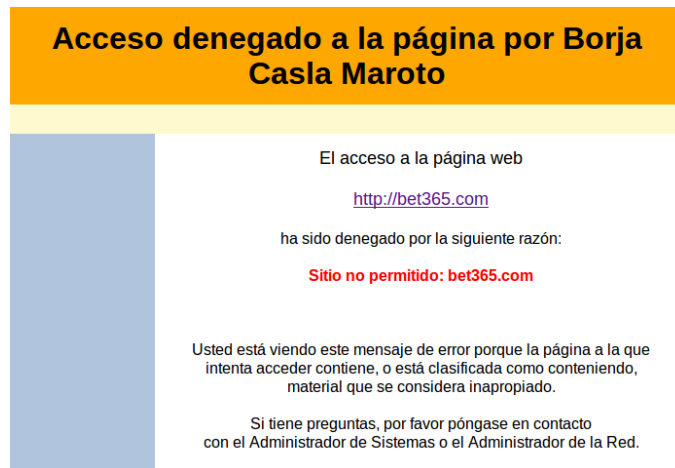 Acceso denegado a la página por Borja
Casla Maroto
El acceso a la página web
http://bet365.com
ha sido denegado por la siguiente razón:
Sitio no permitido: bet365.com
Usted está viendo este mensaje de error porque la página a la que
intenta acceder contiene, o está clasificada como conteniendo,
material que se considera inapropiado.
Si tiene preguntas, por favor póngase en contacto
con el Administrador de Sistemas o el Administrador de la Red.